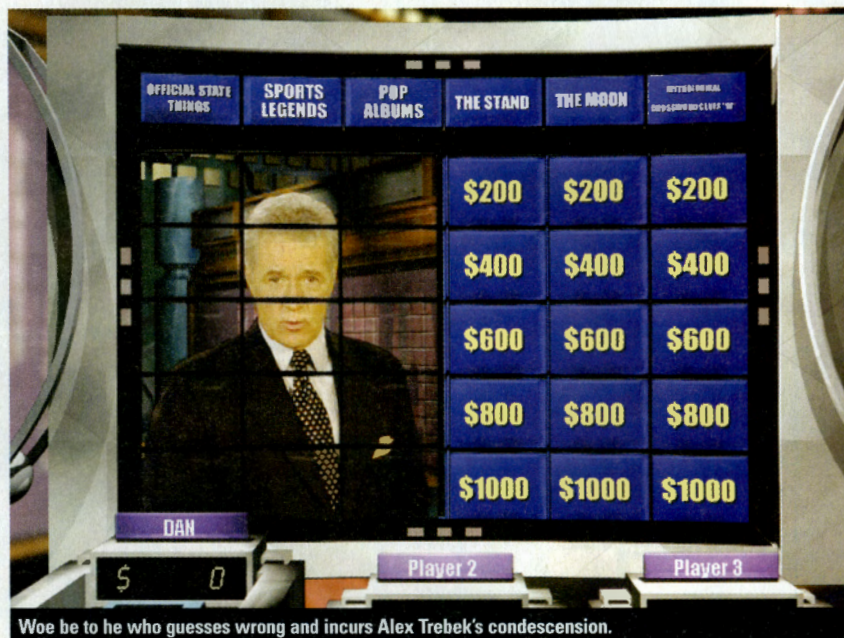 OFFICIAL STATE
THINGS
SPORTS
LEGENDS
POP
ALBUMS
THE STAND
THE MOON
$200 $200 $200
$400 $400 $400
$600 $600 $600
$800 $800 $800
$1000 $1000 $1000
DAN
$ 0
Player 2
Player 3
Woe be to he who guesses wrong and incurs Alex Trebek's condescension.